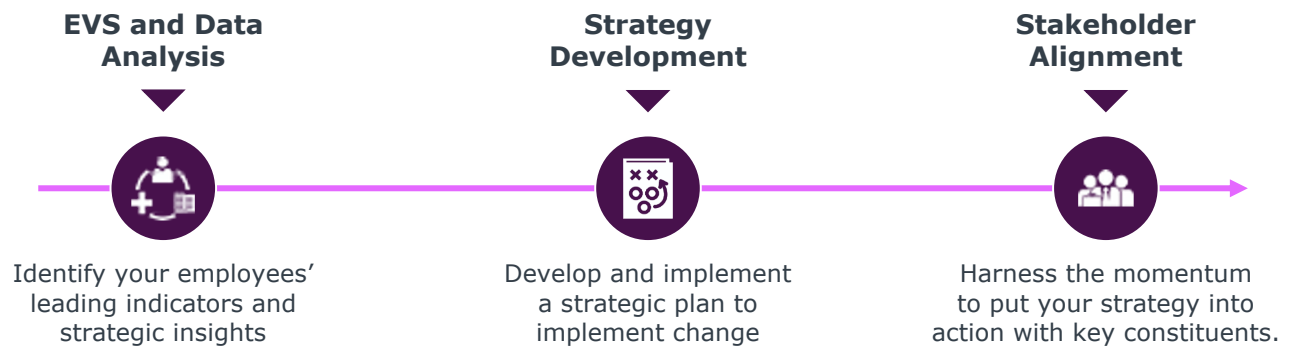 EVS and Data
Analysis
Identify your employees’
leading indicators and
strategic insights
Strategy
Development
Develop and implement
a strategic plan to
implement change
Stakeholder
Alignment
Harness the momentum
to put your strategy into
action with key constituents.